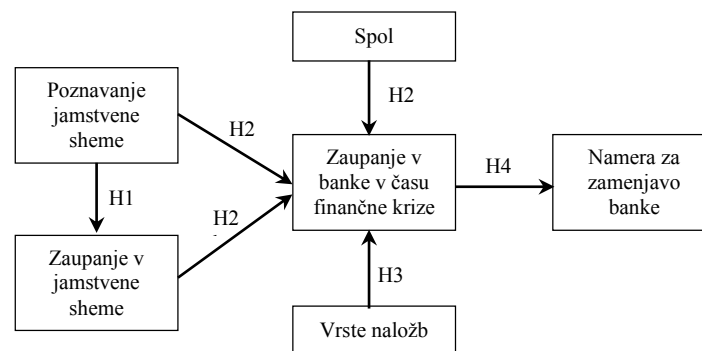 Spol
Poznavanje
jamstvene
sheme
H2
H2
Zaupanje v
banke v času
finančne krize
H4
Namera za
zamenjavo
banke
H1
H2
Zaupanje v
jamstvene
sheme
H3
Vrste naložb